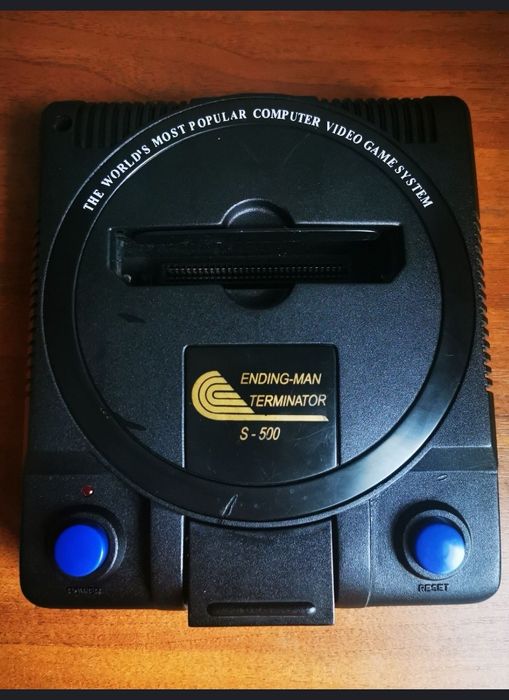 THE WORLD'S MOST POPULAR COMPUTER VIDEO GAME SYSTEM
ENDING-MAN
TERMINATOR
S - 500
RESET